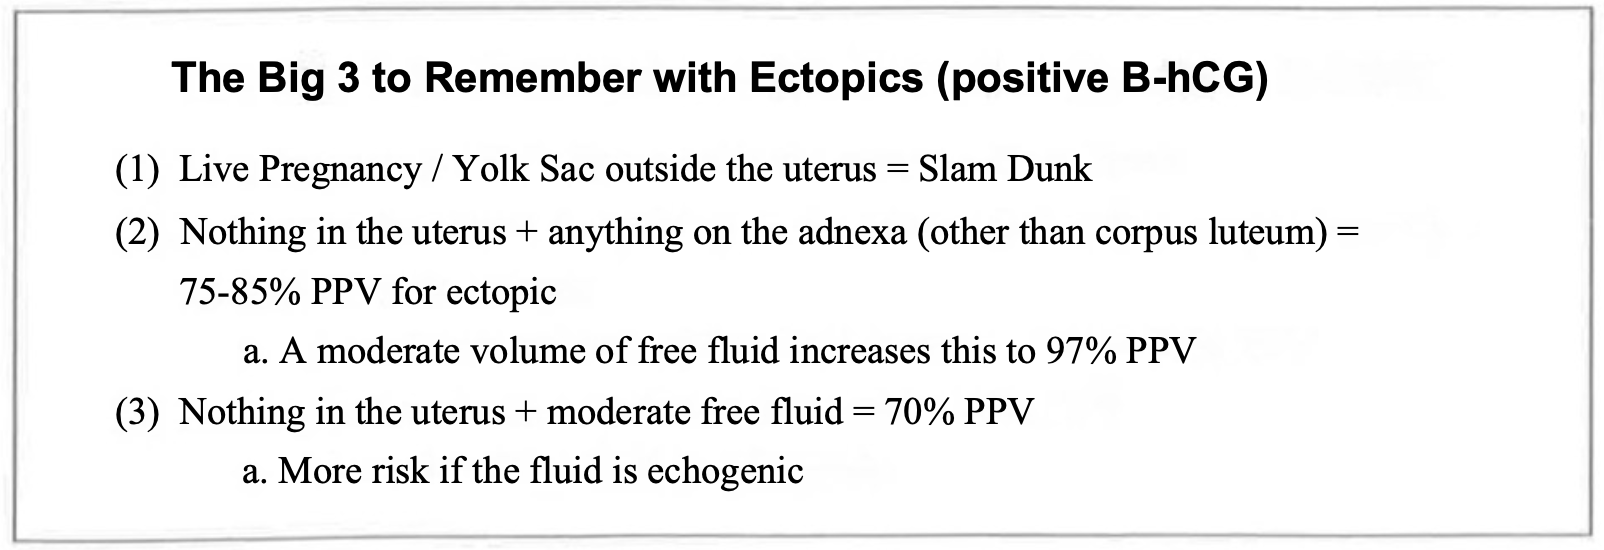 The Big 3 to Remember with Ectopics (positive B-hCG)
(1) Live Pregnancy / Yolk Sac outside the uterus = Slam Dunk
(2) Nothing in the uterus + anything on the adnexa (other than corpus luteum) =
75-85% PPV for ectopic
a. A moderate volume of free fluid increases this to 97% PPV
(3) Nothing in the uterus + moderate free fluid = 70% PPV
a. More risk if the fluid is echogenic